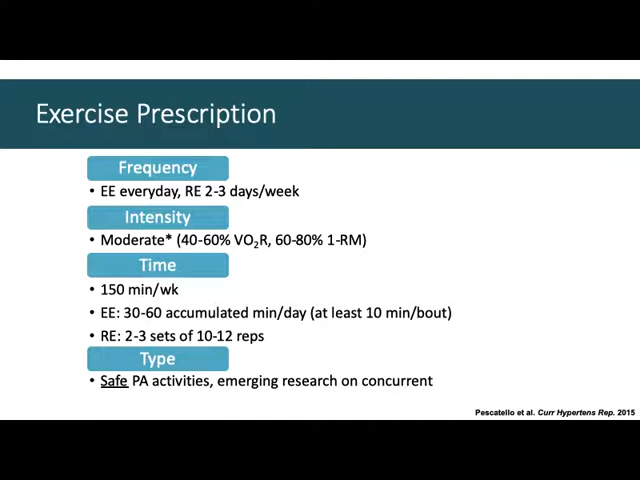 Exercise Prescription
Frequency
• EE everyday, RE 2-3 days/week
Intensity
• Moderate* (40-60% VO₂R, 60-80% 1-RM)
Time
• 150 min/wk
• EE: 30-60 accumulated min/day (at least 10 min/bout)
• RE: 2-3 sets of 10-12 reps
Type
• Safe PA activities, emerging research on concurrent
Pescatello et al. Curr Hypertens Rep. 2015